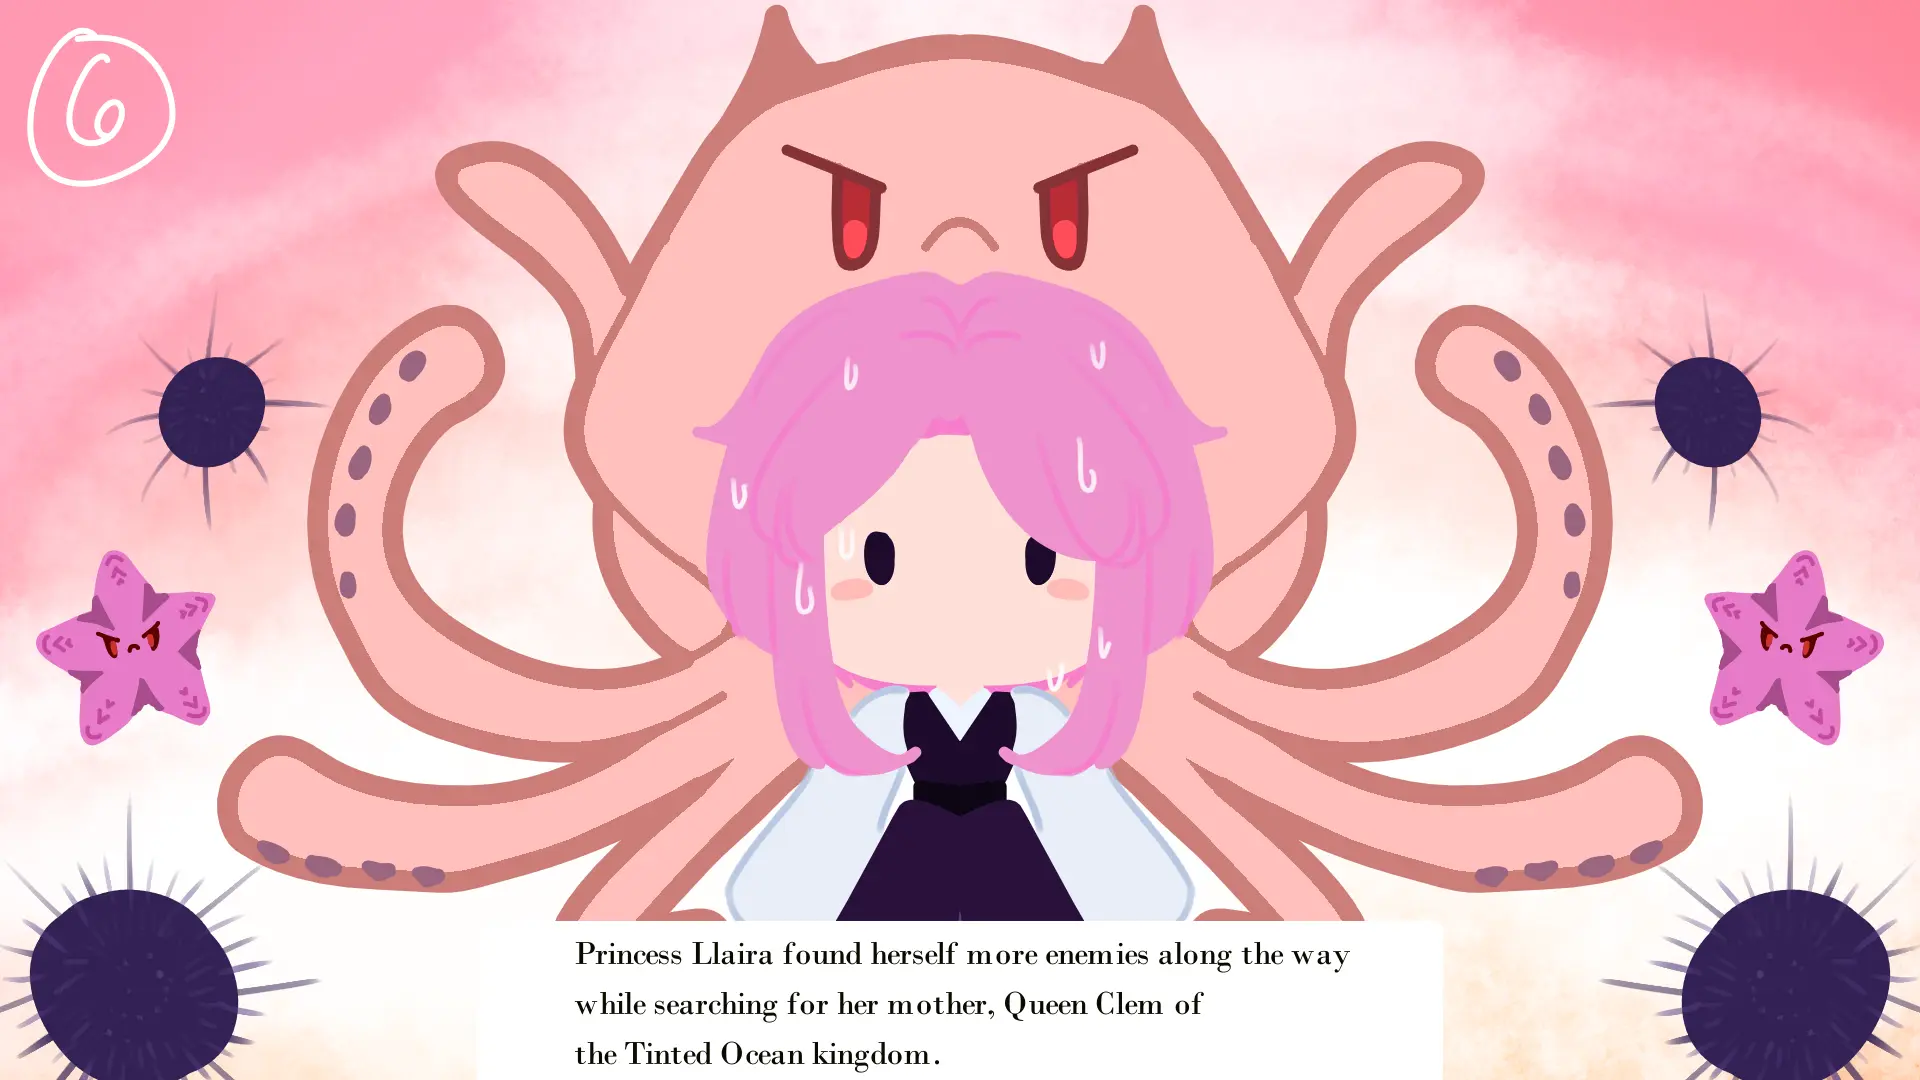 6
Princess Llaira found herself more enemies along the way
while searching for her mother, Queen Clem of
the Tinted Ocean kingdom.